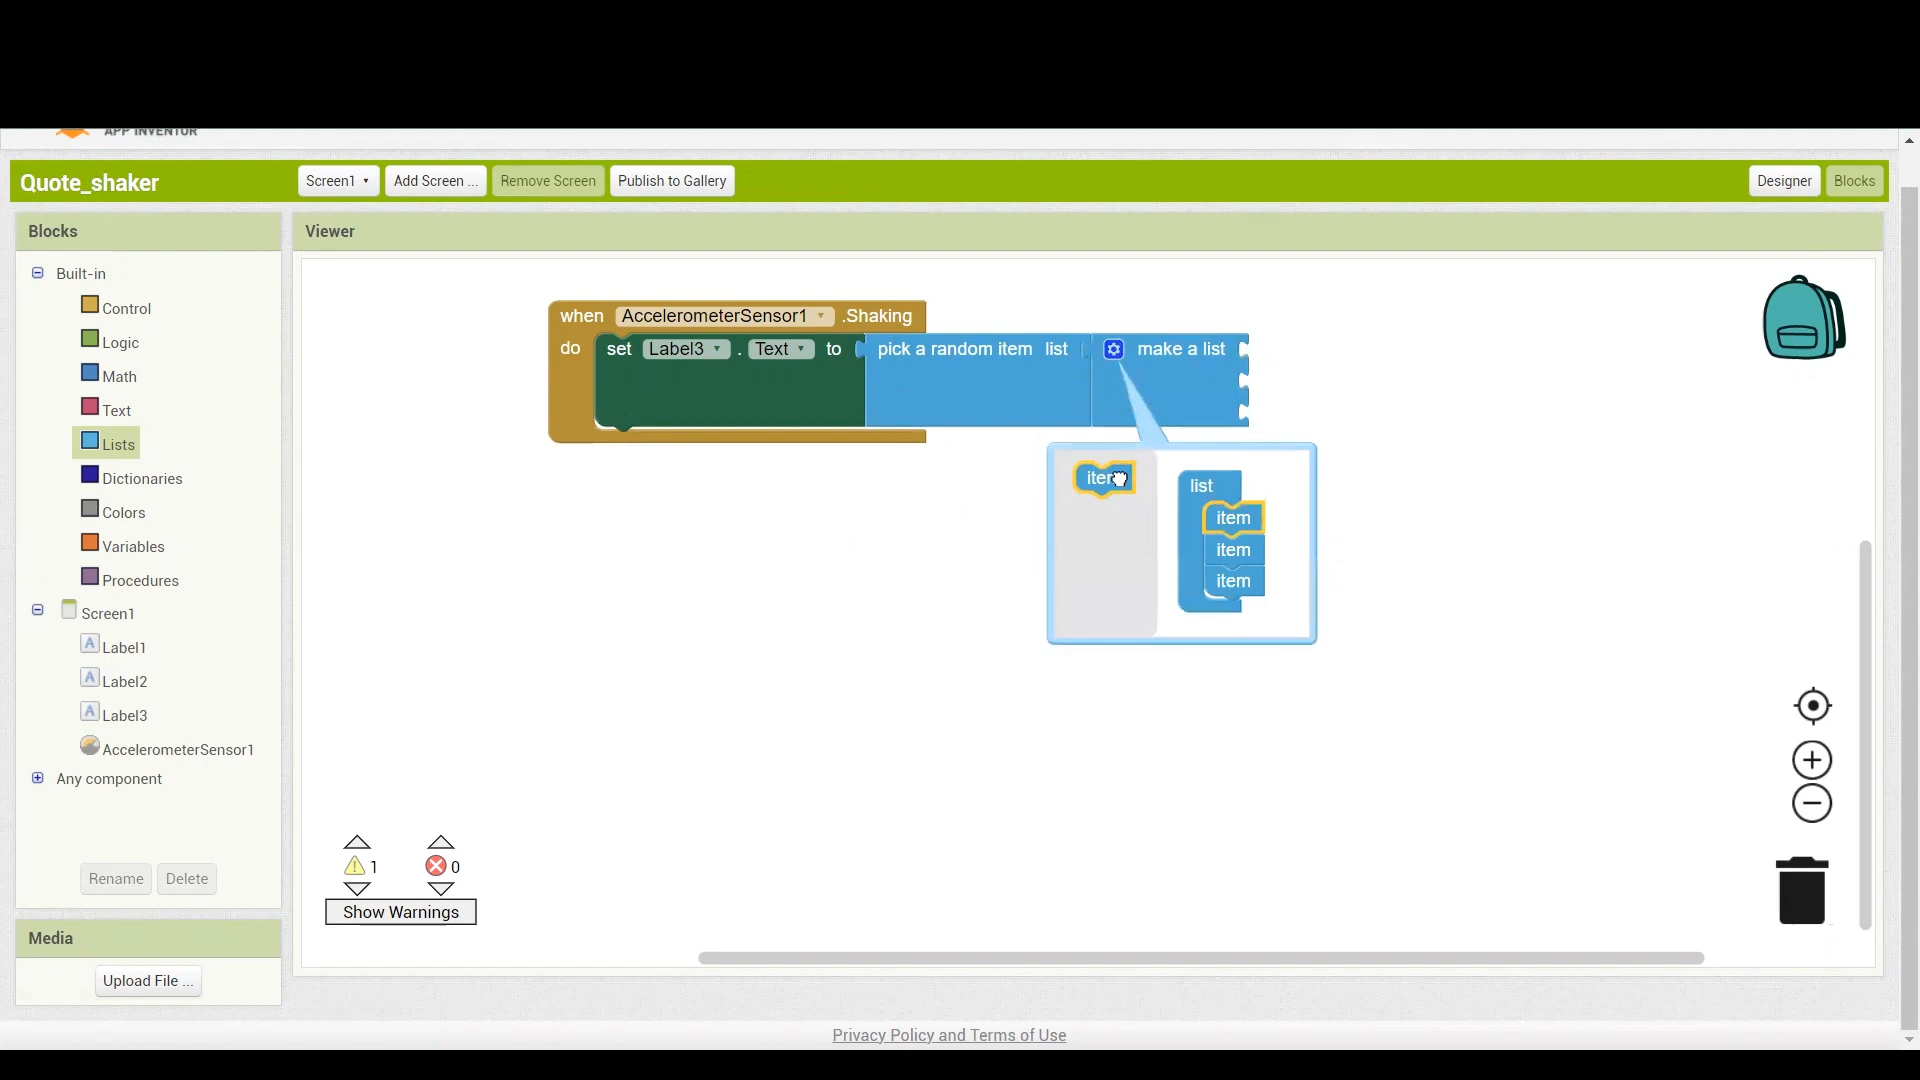 APP INVENTOR
Quote_shaker
Screen1
Add Screen ...
Remove Screen
Publish to Gallery
Designer
Blocks
Blocks
Viewer
Built-in
Control
Logic
Math
Text
Lists
Dictionaries
Colors
Variables
Procedures
Screen1
Label1
Label2
Label3
AccelerometerSensor1
Any component
Rename
Delete
Media
Upload File ...
when AccelerometerSensor1 .Shaking
do set Label3 . Text to pick a random item list make a list
item
list
item
item
item
1
0
Show Warnings
Privacy Policy and Terms of Use